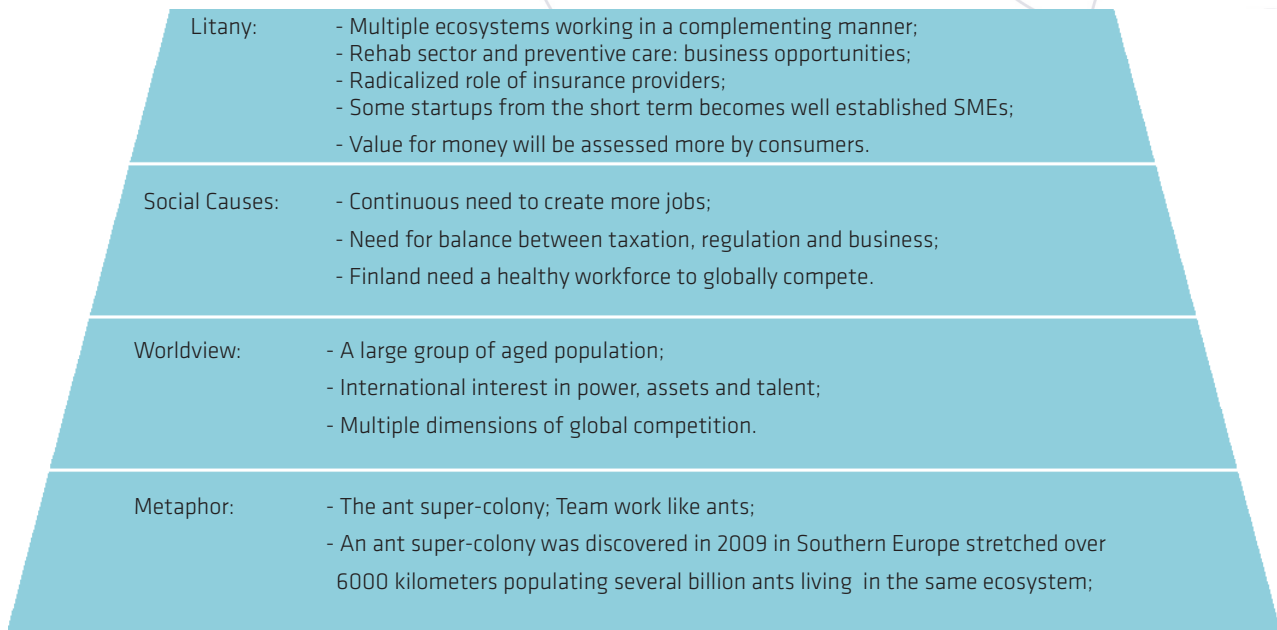 Litany: - Multiple ecosystems working in a complementing manner;
- Rehab sector and preventive care: business opportunities;
- Radicalized role of insurance providers;
- Some startups from the short term becomes well established SMEs;
- Value for money will be assessed more by consumers.
Social Causes: - Continuous need to create more jobs;
- Need for balance between taxation, regulation and business;
- Finland need a healthy workforce to globally compete.
Worldview: - A large group of aged population;
- International interest in power, assets and talent;
- Multiple dimensions of global competition.
Metaphor: - The ant super-colony; Team work like ants;
- An ant super-colony was discovered in 2009 in Southern Europe stretched over
6000 kilometers populating several billion ants living in the same ecosystem;